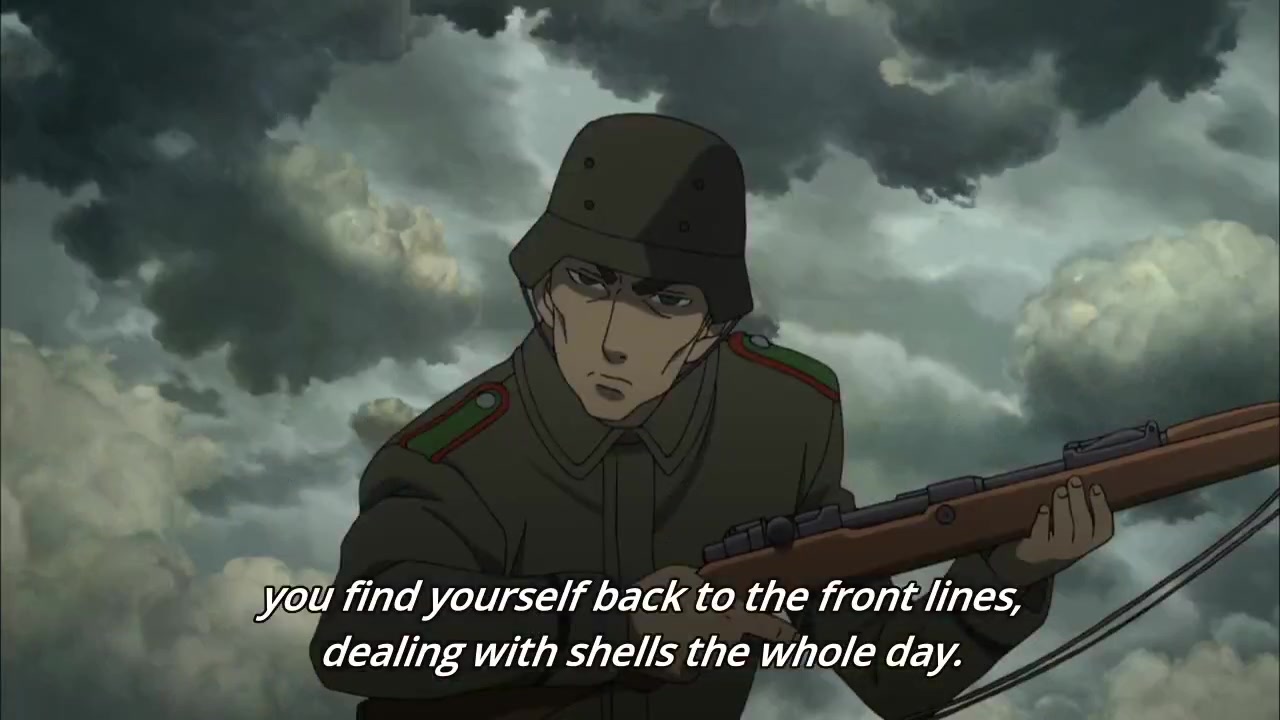 you find yourself back to the front lines,
dealing with shells the whole day.